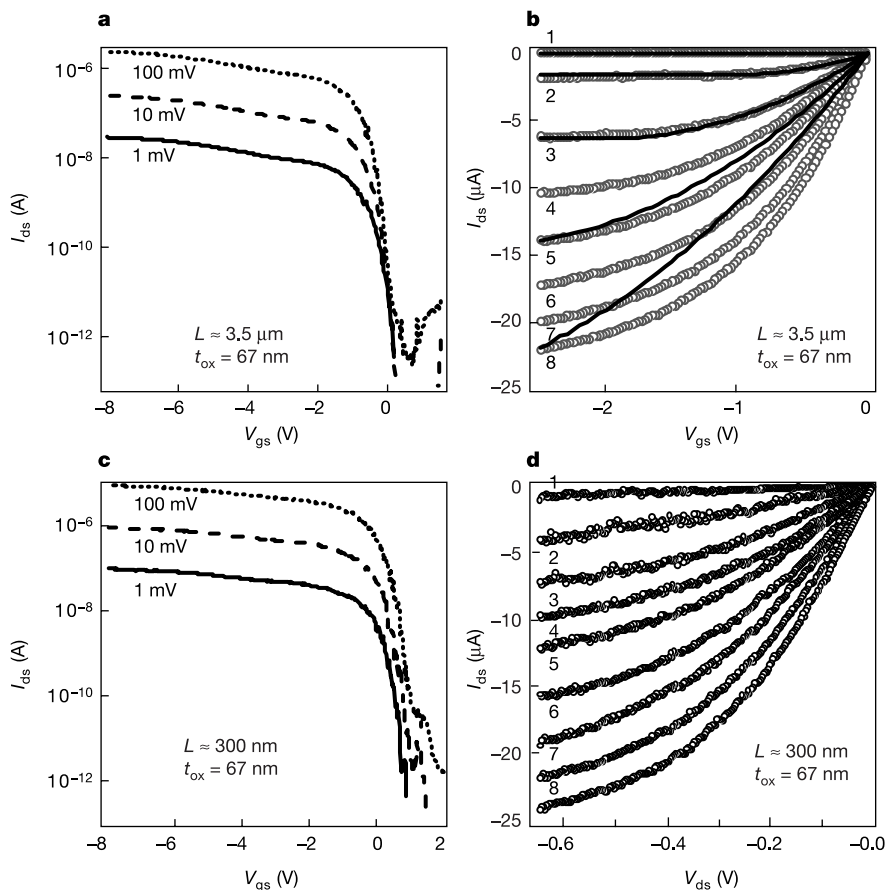 a
10⁻⁶
10⁻⁸
10⁻¹⁰
10⁻¹²
I_ds (A)
100 mV
10 mV
1 mV
L ≈ 3.5 μm
t_ox = 67 nm
−8
−6
−4
−2
0
V_gs (V)
b
0
−5
−10
−15
−20
−25
I_ds (μA)
1
2
3
4
5
6
7
8
L ≈ 3.5 μm
t_ox = 67 nm
−2
−1
0
V_gs (V)
c
10⁻⁶
10⁻⁸
10⁻¹⁰
10⁻¹²
I_ds (A)
100 mV
10 mV
1 mV
L ≈ 300 nm
t_ox = 67 nm
−8
−6
−4
−2
0
2
V_gs (V)
d
0
−5
−10
−15
−20
−25
I_ds (μA)
1
2
3
4
5
6
7
8
L ≈ 300 nm
t_ox = 67 nm
−0.6
−0.4
−0.2
−0.0
V_ds (V)